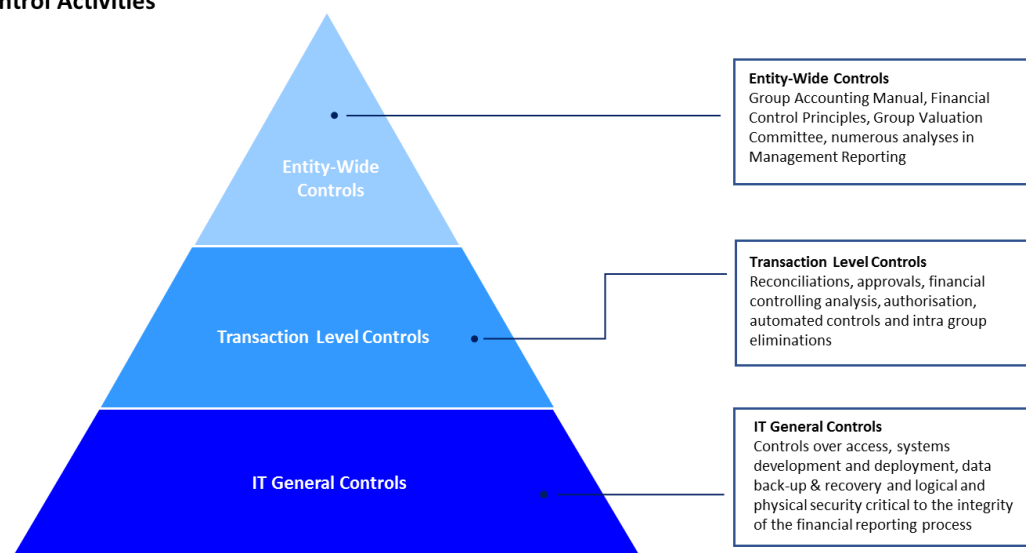 ntrol Activities
Entity-Wide
Controls
Entity-Wide Controls
Group Accounting Manual, Financial
Control Principles, Group Valuation
Committee, numerous analyses in
Management Reporting
Transaction Level Controls
Transaction Level Controls
Reconciliations, approvals, financial
controlling analysis, authorisation,
automated controls and intra group
eliminations
IT General Controls
IT General Controls
Controls over access, systems
development and deployment, data
back-up & recovery and logical and
physical security critical to the integrity
of the financial reporting process